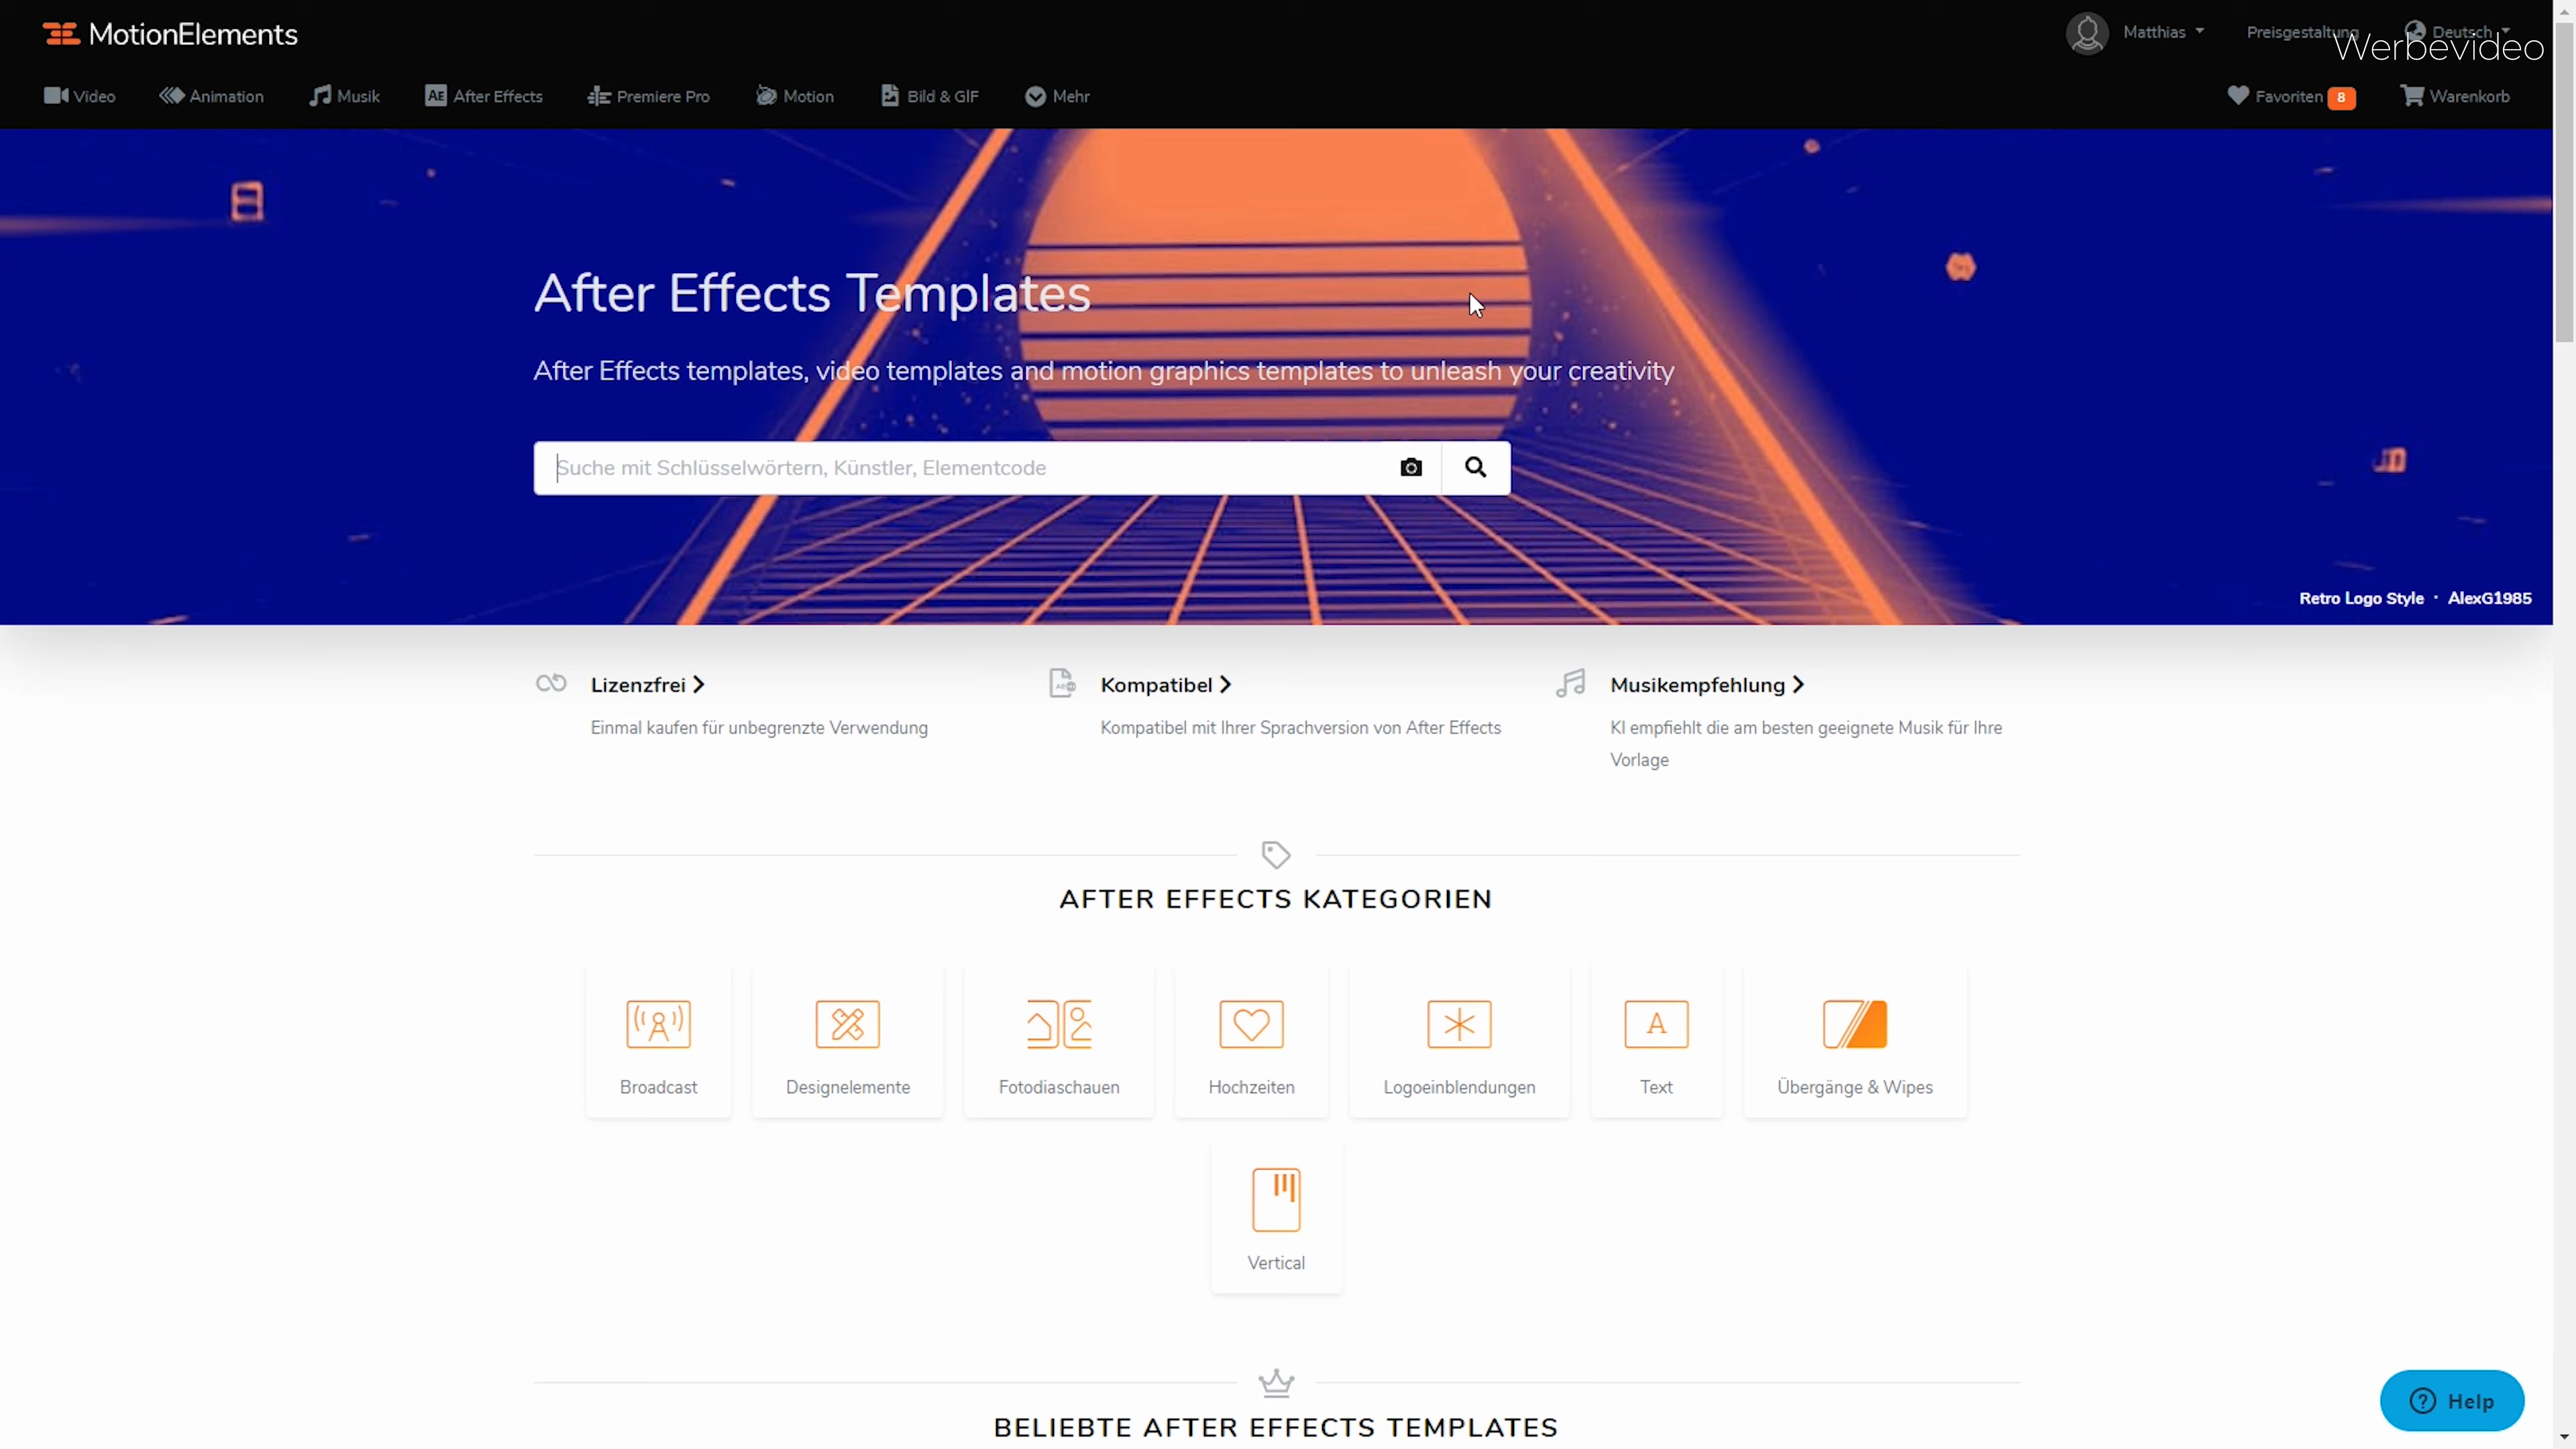 MotionElements
Matthias
Preisgestaltung
Deutsch
Werbevideo
Video
Animation
Musik
AE After Effects
Premiere Pro
Motion
Bild & GIF
Mehr
Favoriten 8
Warenkorb
After Effects Templates
After Effects templates, video templates and motion graphics templates to unleash your creativity
Suche mit Schlüsselwörtern, Künstler, Elementcode
Retro Logo Style · AlexG1985
Lizenzfrei
Einmal kaufen für unbegrenzte Verwendung
Kompatibel
Kompatibel mit Ihrer Sprachversion von After Effects
Musikempfehlung
KI empfiehlt die am besten geeignete Musik für Ihre
Vorlage
AFTER EFFECTS KATEGORIEN
Broadcast
Designelemente
Fotodiaschauen
Hochzeiten
Logoeinblendungen
A
Text
Übergänge & Wipes
Vertical
BELIEBTE AFTER EFFECTS TEMPLATES
? Help